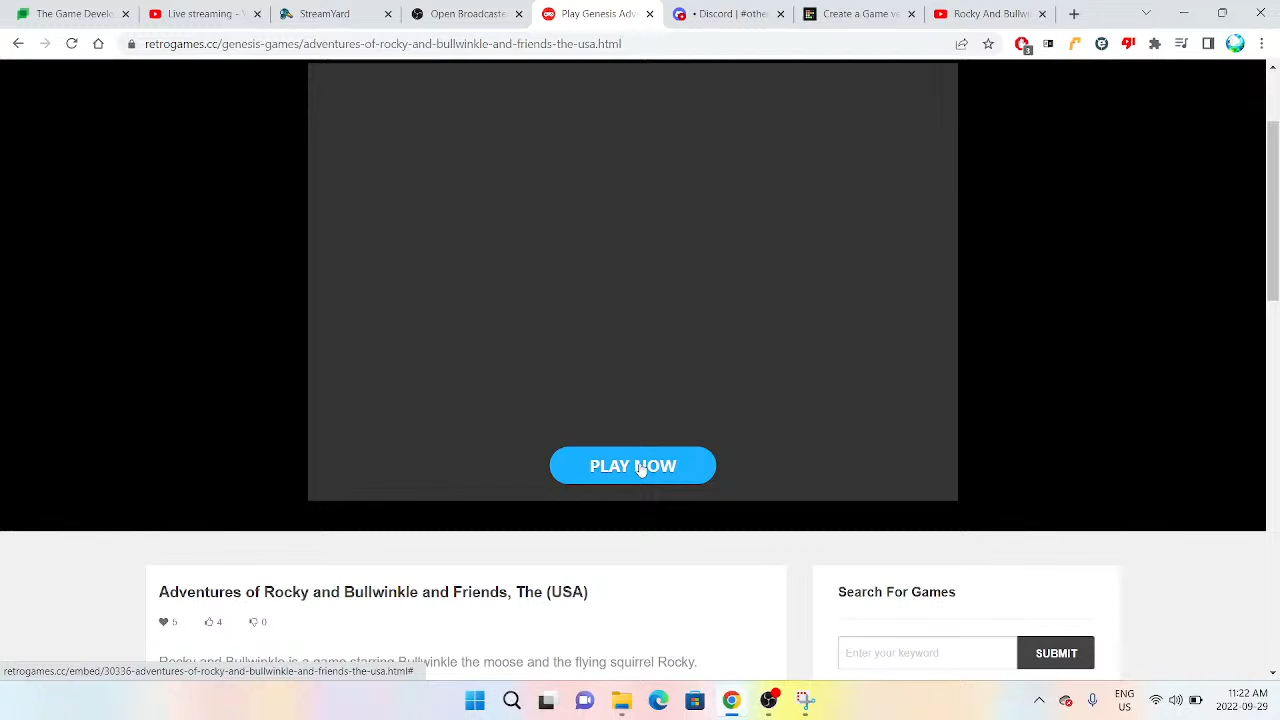 The Game Develop
Live streaming - Y
StreamYard
Open Broadcaster
Play Genesis Adv
• Discord | #othe
Create a Game ve
Rocky and Bullwi
retrogames.cc/genesis-games/adventures-of-rocky-and-bullwinkle-and-friends-the-usa.html
3
PLAY NOW
Adventures of Rocky and Bullwinkle and Friends, The (USA)
5 4 0
Rocky and Bullwinkle is a game starring Bullwinkle the moose and the flying squirrel Rocky.
Search For Games
Enter your keyword
SUBMIT
retrogames.cc/embed/30336-adventures-of-rocky-and-bullwinkle-and-friends-the-usa.html#
ENG
US
11:22 AM
2022-09-29